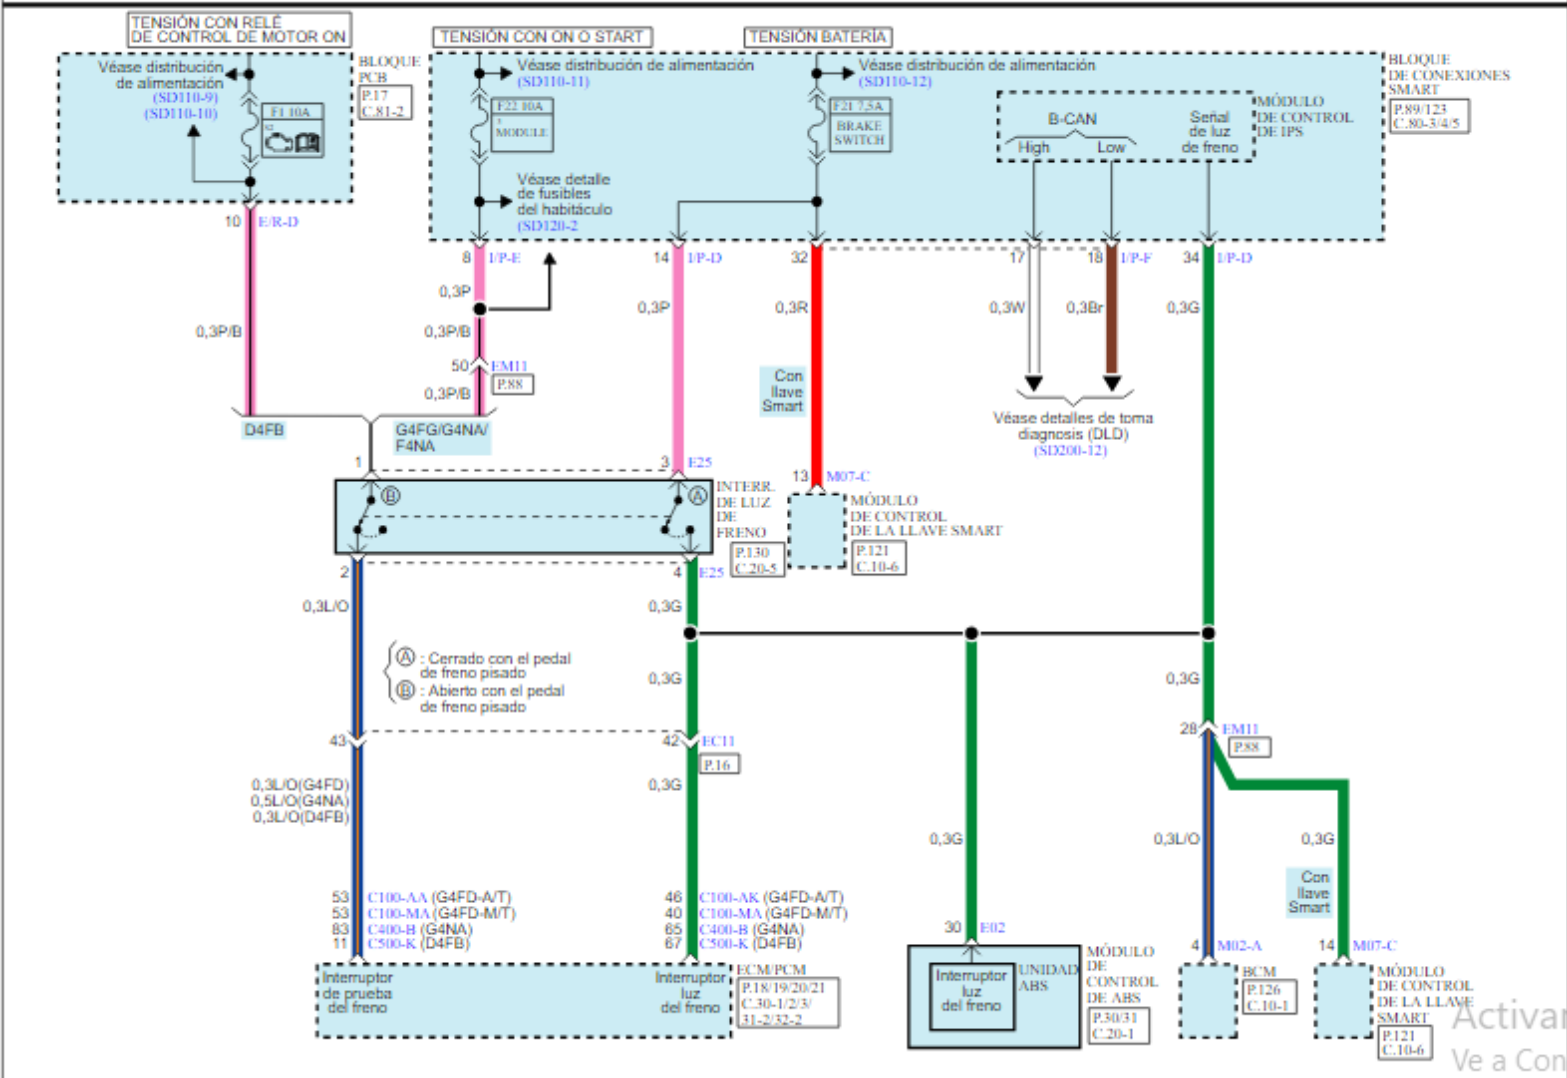 TENSIÓN CON RELÉ
DE CONTROL DE MOTOR ON
TENSIÓN CON ON O START
TENSIÓN BATERÍA
Véase distribución
de alimentación
(SD110-9)
(SD110-10)
F1 10A
BLOQUE
PCB
P.17
C.81-2
Véase distribución de alimentación
(SD110-11)
F22 10A
MODULE
Véase detalle
de fusibles
del habitáculo
(SD120-2
Véase distribución de alimentación
(SD110-12)
F21 7,5A
BRAKE
SWITCH
B-CAN
High
Low
Señal
de luz
de freno
MÓDULO
DE CONTROL
DE IPS
BLOQUE
DE CONEXIONES
SMART
P.89/123
C.80-3/4/5
10 E/R-D
8 I/P-E
14 I/P-D
32
17
18 I/P-F
34 I/P-D
0,3P
0,3P/B
0,3P/B
50 EM11
P.88
0,3P/B
0,3P
0,3R
0,3W
0,3Br
0,3G
Con
llave
Smart
Véase detalles de toma
diagnosis (DLD)
(SD200-12)
D4FB
G4FG/G4NA/
F4NA
1
3 E25
13 M07-C
B
A
INTERR.
DE LUZ
DE
FRENO
P.130
C.20-5
MÓDULO
DE CONTROL
DE LA LLAVE SMART
P.121
C.10-6
2
4 E25
0,3L/O
0,3G
A : Cerrado con el pedal
de freno pisado
B : Abierto con el pedal
de freno pisado
0,3G
0,3G
43
42 EC11
P.16
28 EM11
P.88
0,3L/O(G4FD)
0,5L/O(G4NA)
0,3L/O(D4FB)
0,3G
0,3G
0,3L/O
0,3G
Con
llave
Smart
53 C100-AA (G4FD-A/T)
53 C100-MA (G4FD-M/T)
83 C400-B (G4NA)
11 C500-K (D4FB)
46 C100-AK (G4FD-A/T)
40 C100-MA (G4FD-M/T)
65 C400-B (G4NA)
67 C500-K (D4FB)
30 E02
4 M02-A
14 M07-C
Interruptor
de prueba
del freno
Interruptor
luz
del freno
ECM/PCM
P.18/19/20/21
C.30-1/2/3/
31-2/32-2
Interruptor
luz
del freno
UNIDAD
ABS
MÓDULO
DE
CONTROL
DE ABS
P.30/31
C.20-1
BCM
P.126
C.10-1
MÓDULO
DE CONTROL
DE LA LLAVE
SMART
P.121
C.10-6
Activar
Ve a Con